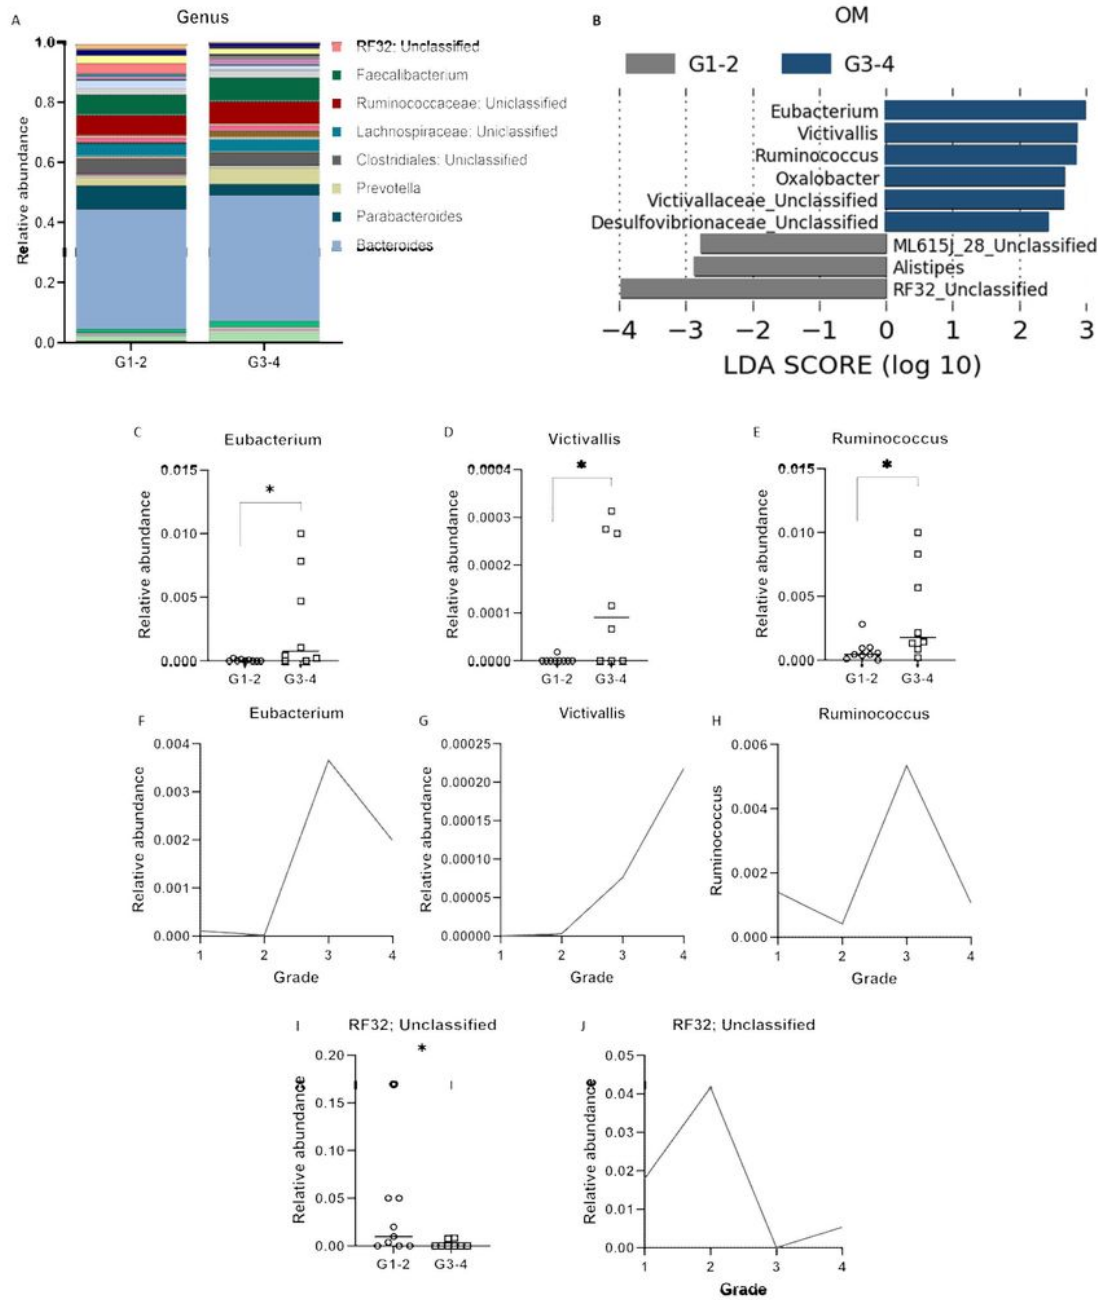 A
Genus
Relative abundance
1.0
0.8
0.6
0.4
0.2
0.0
G1-2
G3-4
RF32: Unclassified
Faecalibacterium
Ruminococcaceae: Uniclassified
Lachnospiraceae: Uniclassified
Clostridiales: Uniclassified
Prevotella
Parabacteroides
Bacteroides
B
OM
G1-2
G3-4
Eubacterium
Victivallis
Ruminococcus
Oxalobacter
Victivallaceae_Unclassified
Desulfovibrionaceae_Unclassified
ML615J_28_Unclassified
Alistipes
RF32_Unclassified
−4 −3 −2 −1 0 1 2 3
LDA SCORE (log 10)
C
Eubacterium
Relative abundance
0.015
0.010
0.005
0.000
*
G1-2 G3-4
D
Victivallis
Relative abundance
0.0004
0.0003
0.0002
0.0001
0.0000
*
G1-2 G3-4
E
Ruminococcus
Relative abundance
0.015
0.010
0.005
0.000
*
G1-2 G3-4
F
Eubacterium
Relative abundance
0.004
0.003
0.002
0.001
0.000
1 2 3 4
Grade
G
Victivallis
Relative abundance
0.00025
0.00020
0.00015
0.00010
0.00005
0.00000
1 2 3 4
Grade
H
Ruminococcus
Ruminococcus
0.006
0.004
0.002
0.000
1 2 3 4
Grade
I
RF32; Unclassified
Relative abundance
0.20
0.15
0.10
0.05
0.00
*
G1-2 G3-4
J
RF32; Unclassified
Relative abundance
0.05
0.04
0.03
0.02
0.01
0.00
1 2 3 4
Grade